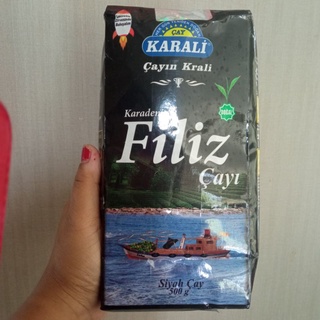 ÇAY
KARALİ
Çayın Kralı
Filiz
Çayı
Siyah Çay
500 g